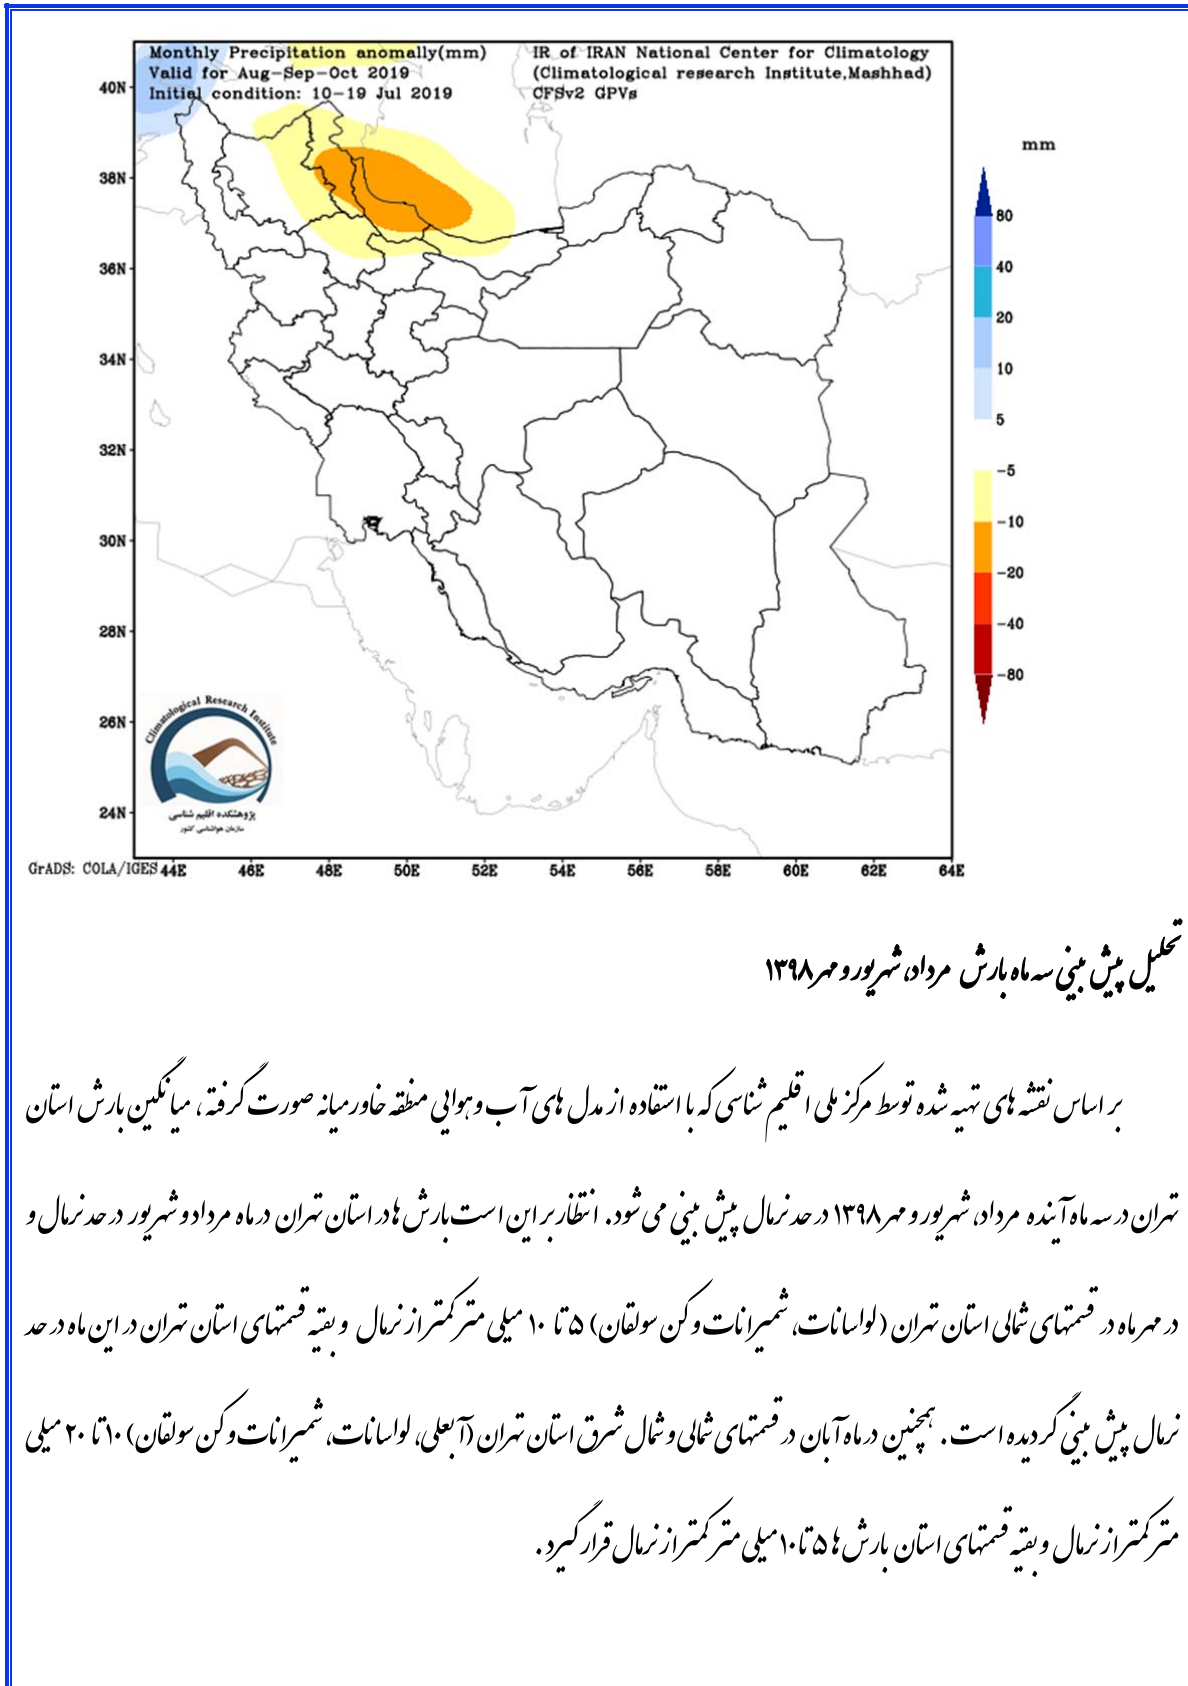 Monthly Precipitation anomally(mm)
Valid for Aug-Sep-Oct 2019
Initial condition: 10-19 Jul 2019
IR of IRAN National Center for Climatology
(Climatological research Institute,Mashhad)
CFSv2 GPVs
40N
38N
36N
34N
32N
30N
28N
26N
24N
mm
80
40
20
10
5
-5
-10
-20
-40
-80
Climatological Research Institute
پژوهشکده اقلیم شناسی
سازمان هواشناسی کشور
GrADS: COLA/IGES
44E
46E
48E
50E
52E
54E
56E
58E
60E
62E
64E
تحلیل پیش بینی سه ماه بارش مرداد، شهریور و مهر ۱۳۹۸
بر اساس نقشه های تهیه شده توسط مرکز ملی اقلیم شناسی که با استفاده از مدل های آب وهوایی منطقه خاورمیانه صورت گرفته ، میانگین بارش استان
تهران در سه ماه آینده مرداد، شهریور و مهر ۱۳۹۸ در حد نرمال پیش بینی می شود. انتظار بر این است بارش ها در استان تهران در ماه مرداد و شهریور در حد نرمال و
در مهر ماه در قسمتهای شمالی استان تهران (لواسانات، شمیرانات و کن سولقان) ۵ تا ۱۰ میلی متر کمتر از نرمال و بقیه قسمتهای استان تهران در این ماه در حد
نرمال پیش بینی گردیده است . همچنین در ماه آبان در قسمتهای شمالی و شمال شرق استان تهران (آبعلی، لواسانات، شمیرانات و کن سولقان) ۱۰ تا ۲۰ میلی
متر کمتر از نرمال و بقیه قسمتهای استان بارش ها ۵ تا ۱۰ میلی متر کمتر از نرمال قرار گیرد .